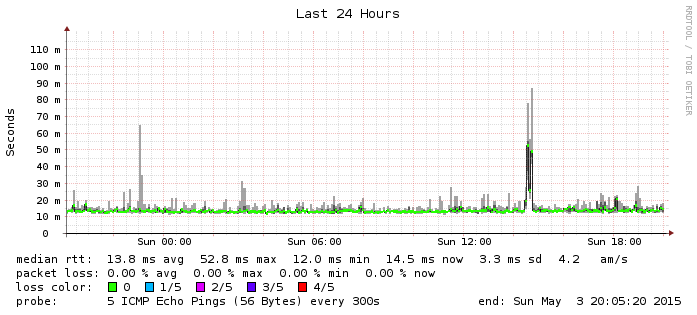 Last 24 Hours
RRDTOOL / TOBI OETIKER
Seconds
110 m
100 m
90 m
80 m
70 m
60 m
50 m
40 m
30 m
20 m
10 m
0
Sun 00:00 Sun 06:00 Sun 12:00 Sun 18:00
median rtt: 13.8 ms avg 52.8 ms max 12.0 ms min 14.5 ms now 3.3 ms sd 4.2 am/s
packet loss: 0.00 % avg 0.00 % max 0.00 % min 0.00 % now
loss color: 0 1/5 2/5 3/5 4/5
probe: 5 ICMP Echo Pings (56 Bytes) every 300s end: Sun May 3 20:05:20 2015